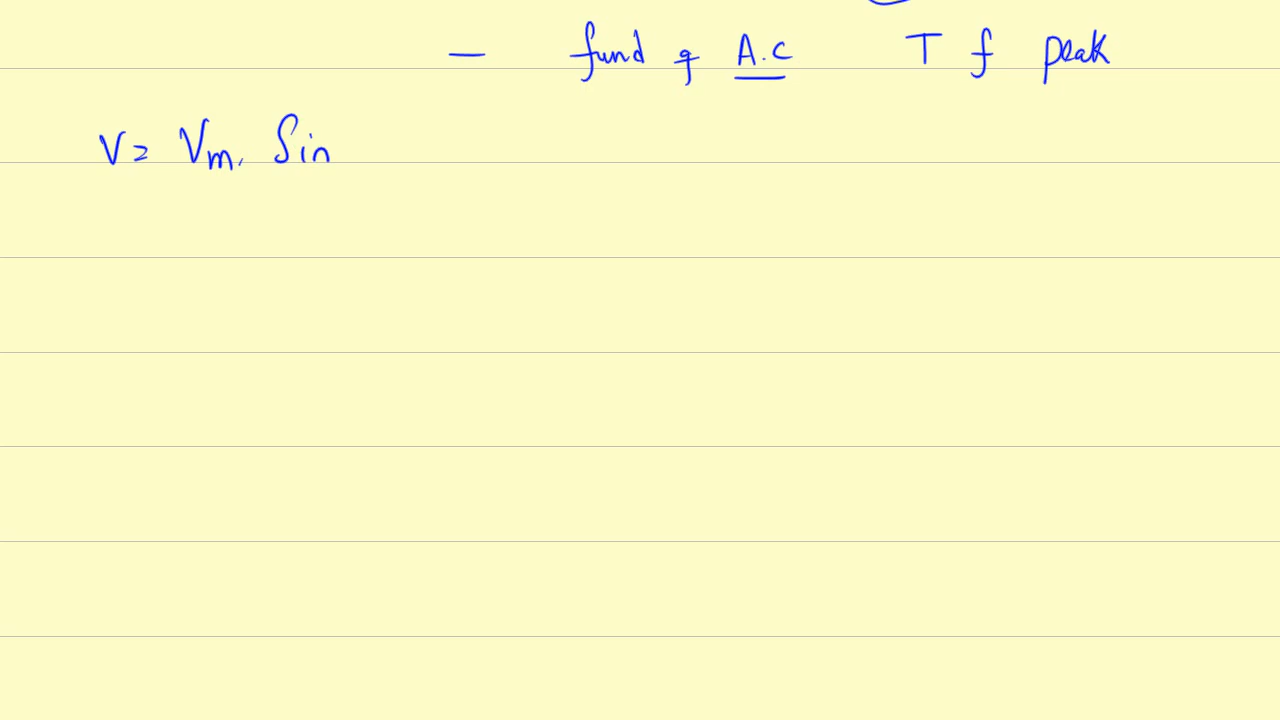 — fund of A.C T f peak
V= Vm. Sin